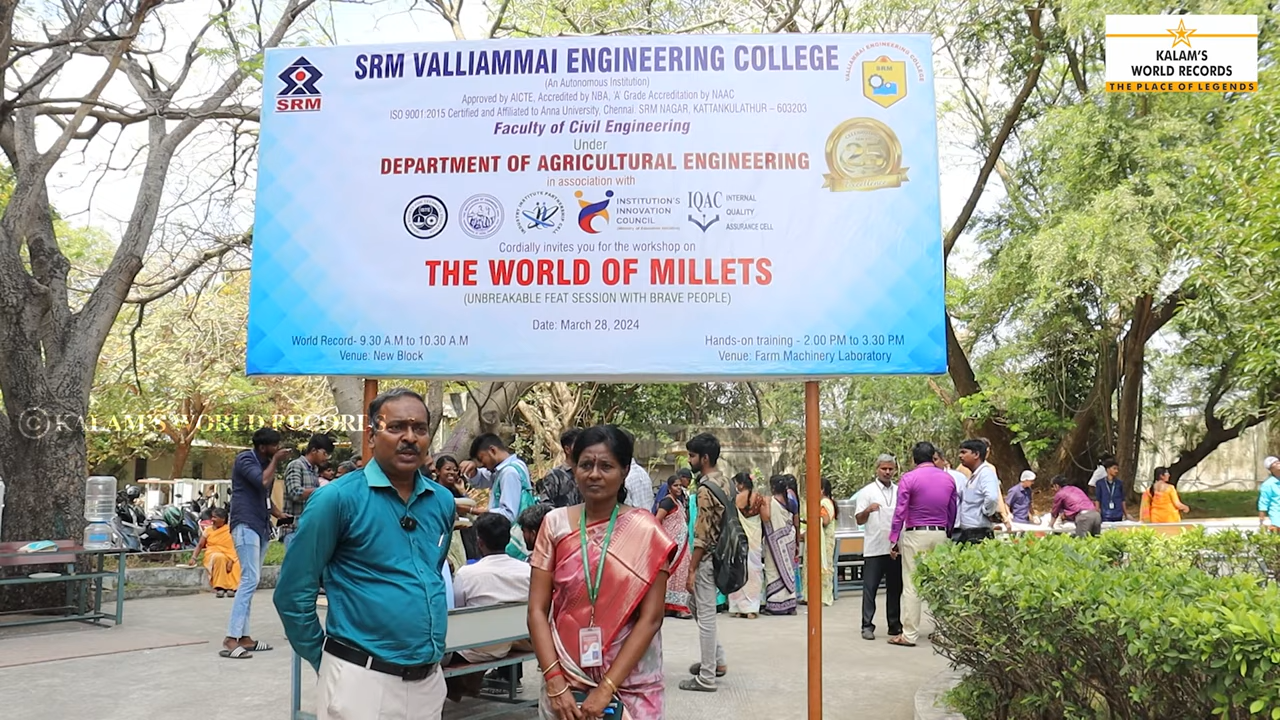 KALAM'S
WORLD RECORDS
THE PLACE OF LEGENDS
SRM VALLIAMMAI ENGINEERING COLLEGE
(An Autonomous Institution)
Approved by AICTE, Accredited by NBA, 'A' Grade Accreditation by NAAC
ISO 9001:2015 Certified and Affiliated to Anna University, Chennai. SRM NAGAR, KATTANKULATHUR – 603203
SRM
VALLIAMMAI ENGINEERING COLLEGE
SRM
Faculty of Civil Engineering
Under
DEPARTMENT OF AGRICULTURAL ENGINEERING
25
in association with
INSTITUTION'S
INNOVATION
COUNCIL
IQAC
INTERNAL
QUALITY
ASSURANCE CELL
Cordially invites you for the workshop on
THE WORLD OF MILLETS
(UNBREAKABLE FEAT SESSION WITH BRAVE PEOPLE)
Date: March 28, 2024
World Record- 9.30 A.M to 10.30 A.M
Venue: New Block
Hands-on training - 2.00 PM to 3.30 PM
Venue: Farm Machinery Laboratory
© KALAM'S WORLD RECORDS